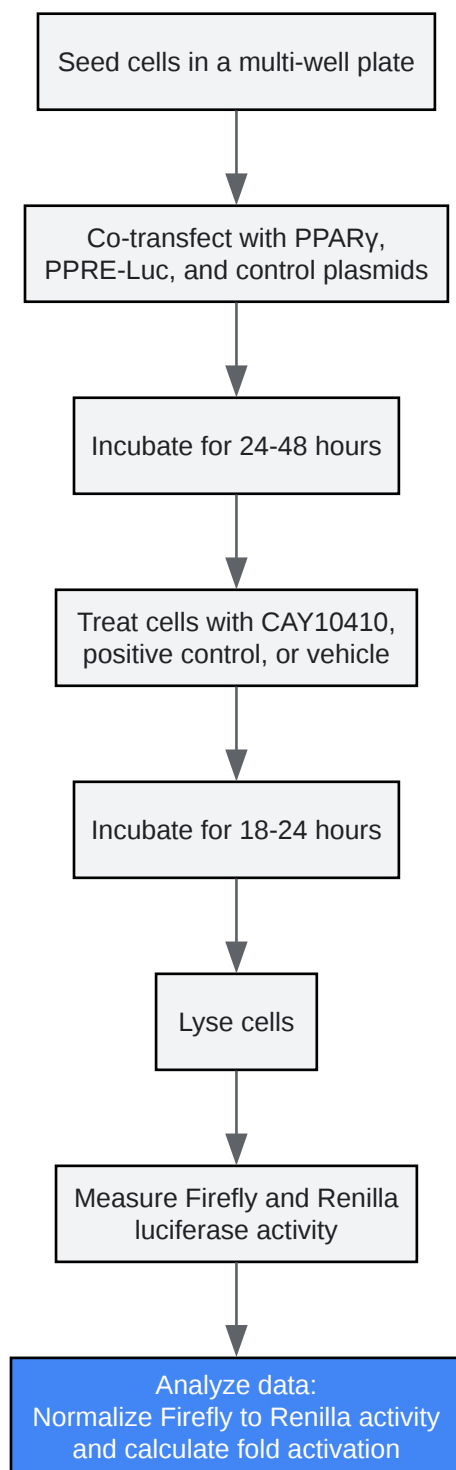 Seed cells in a multi-well plate
Co-transfect with PPARγ,
PPRE-Luc, and control plasmids
Incubate for 24-48 hours
Treat cells with CAY10410,
positive control, or vehicle
Incubate for 18-24 hours
Lyse cells
Measure Firefly and Renilla
luciferase activity
Analyze data:
Normalize Firefly to Renilla activity
and calculate fold activation